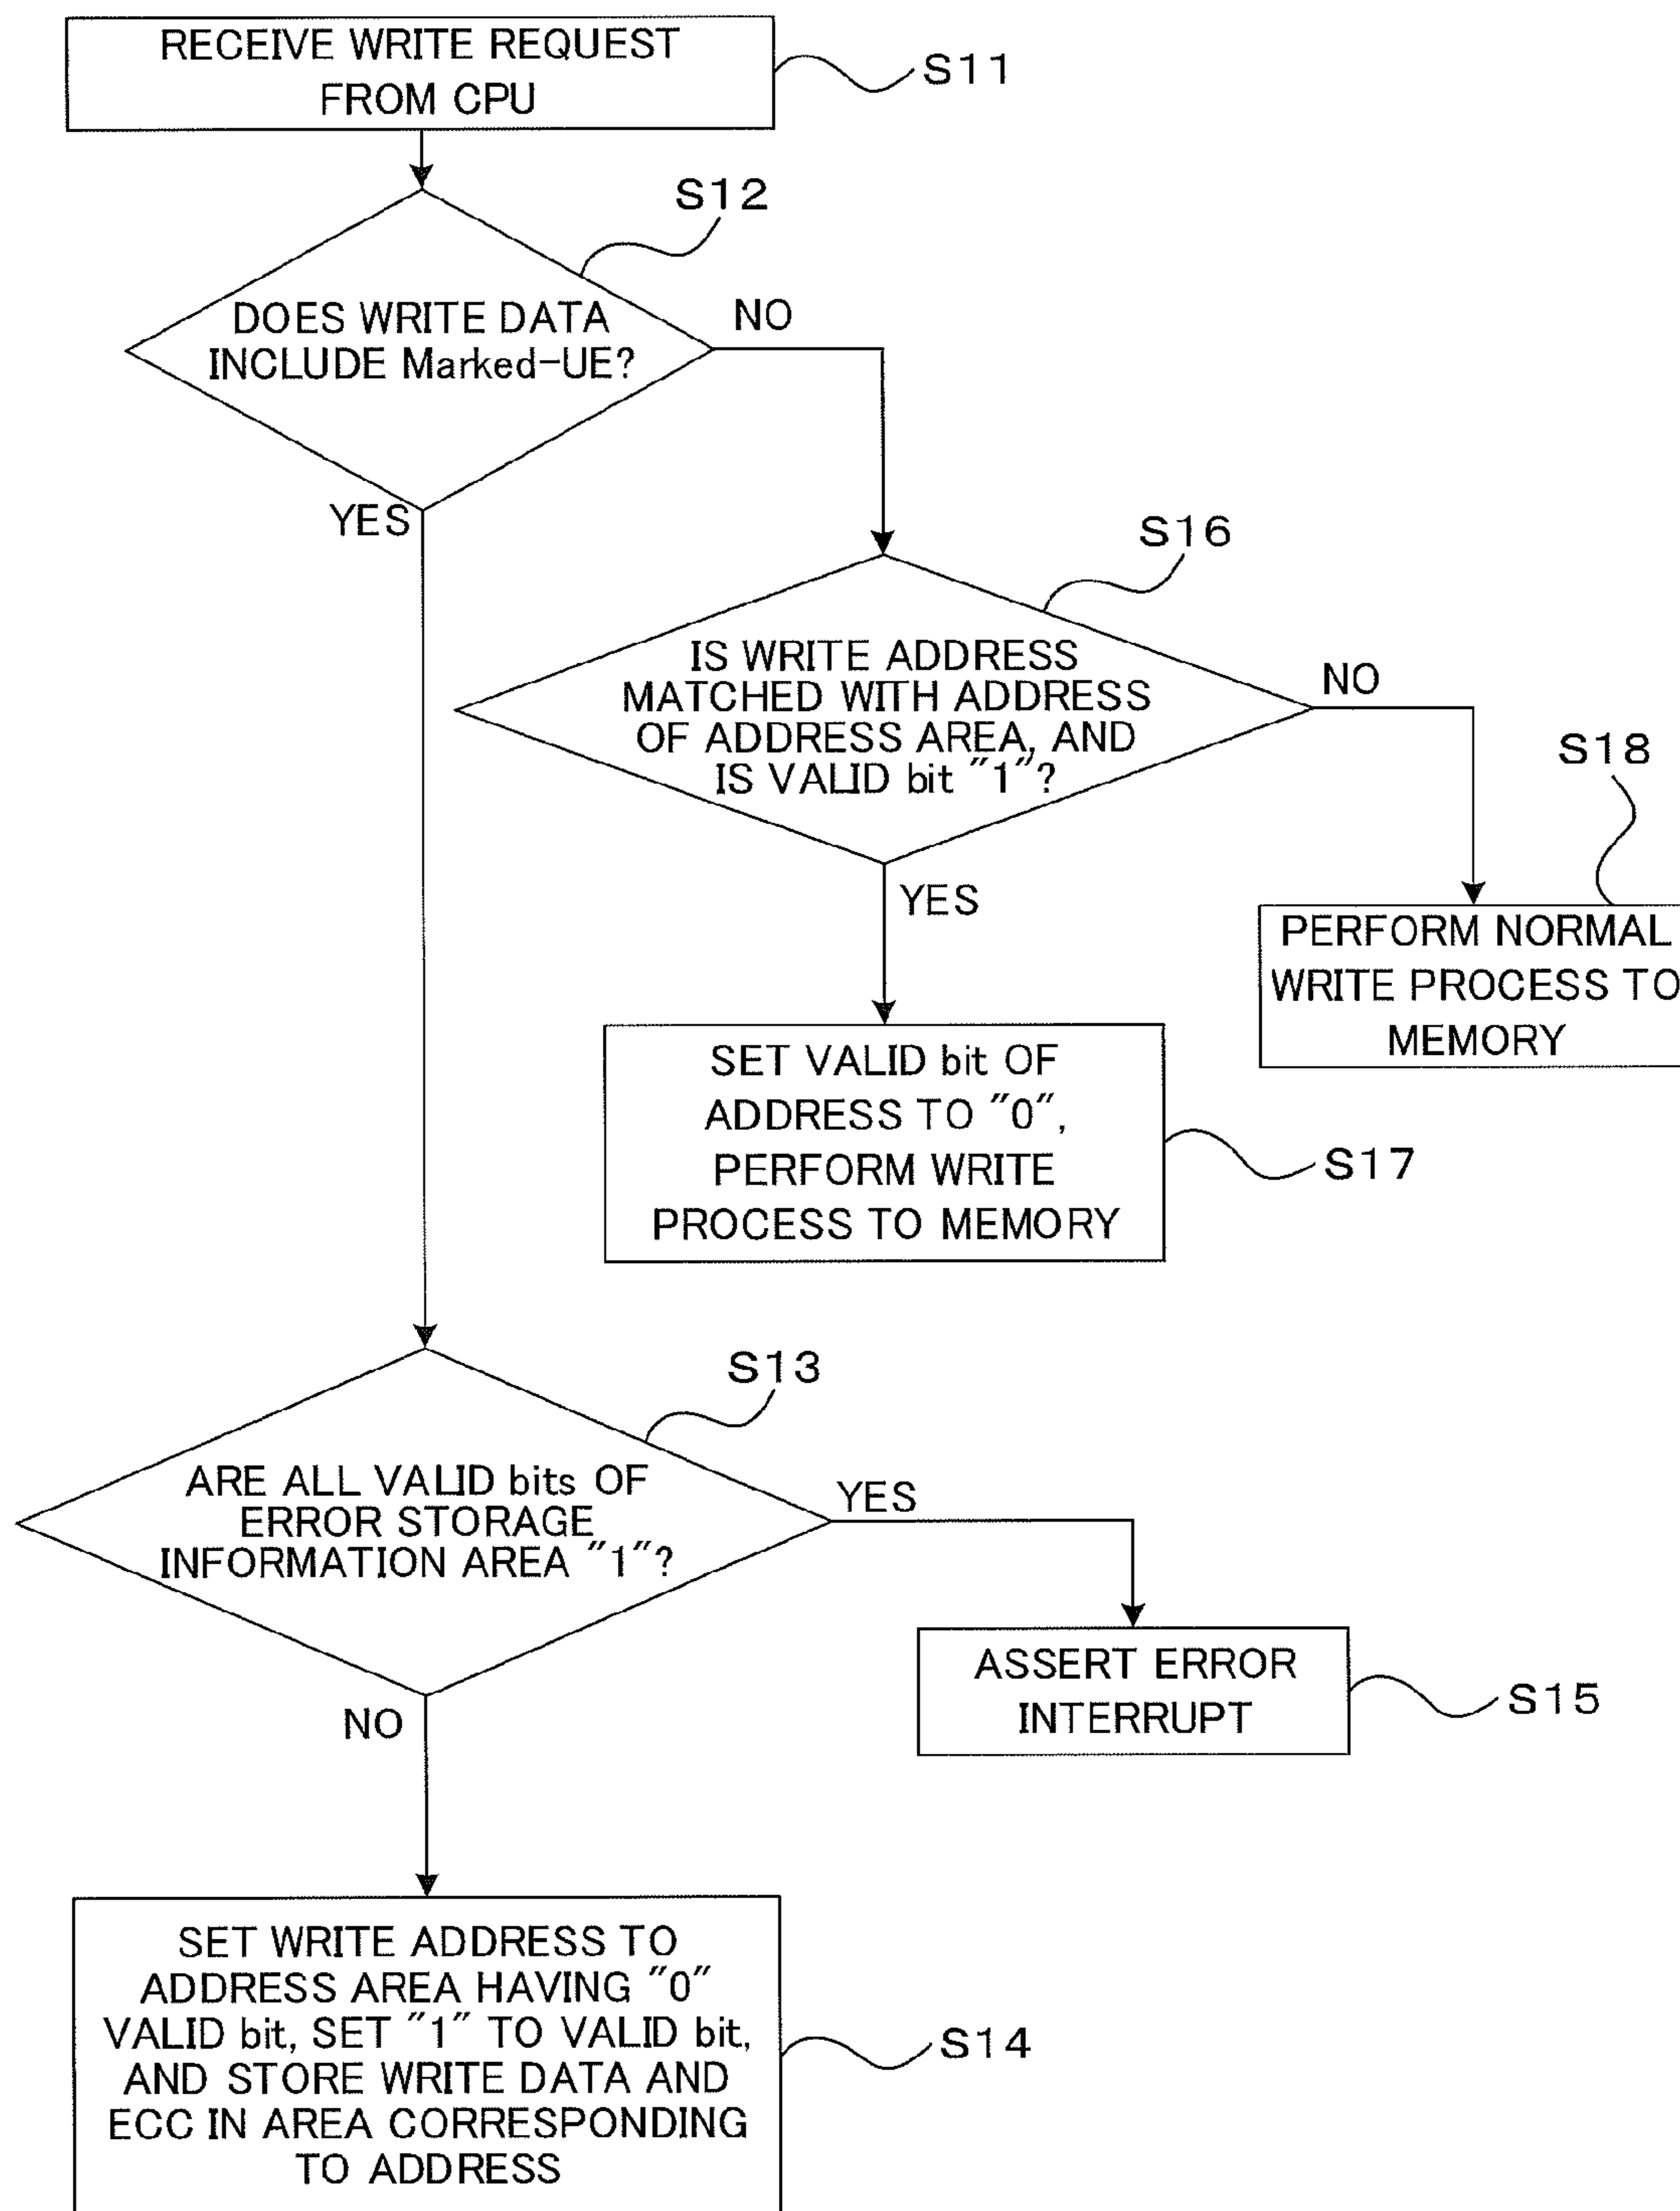 RECEIVE WRITE REQUEST
FROM CPU
S11
S12
DOES WRITE DATA
INCLUDE Marked-UE?
NO
YES
S16
IS WRITE ADDRESS
MATCHED WITH ADDRESS
OF ADDRESS AREA, AND
IS VALID bit "1"?
NO
S18
YES
PERFORM NORMAL
WRITE PROCESS TO
MEMORY
SET VALID bit OF
ADDRESS TO "0",
PERFORM WRITE
PROCESS TO MEMORY
S17
S13
ARE ALL VALID bits OF
ERROR STORAGE
INFORMATION AREA "1"?
YES
ASSERT ERROR
INTERRUPT
S15
NO
SET WRITE ADDRESS TO
ADDRESS AREA HAVING "0"
VALID bit, SET "1" TO VALID bit,
AND STORE WRITE DATA AND
ECC IN AREA CORRESPONDING
TO ADDRESS
S14